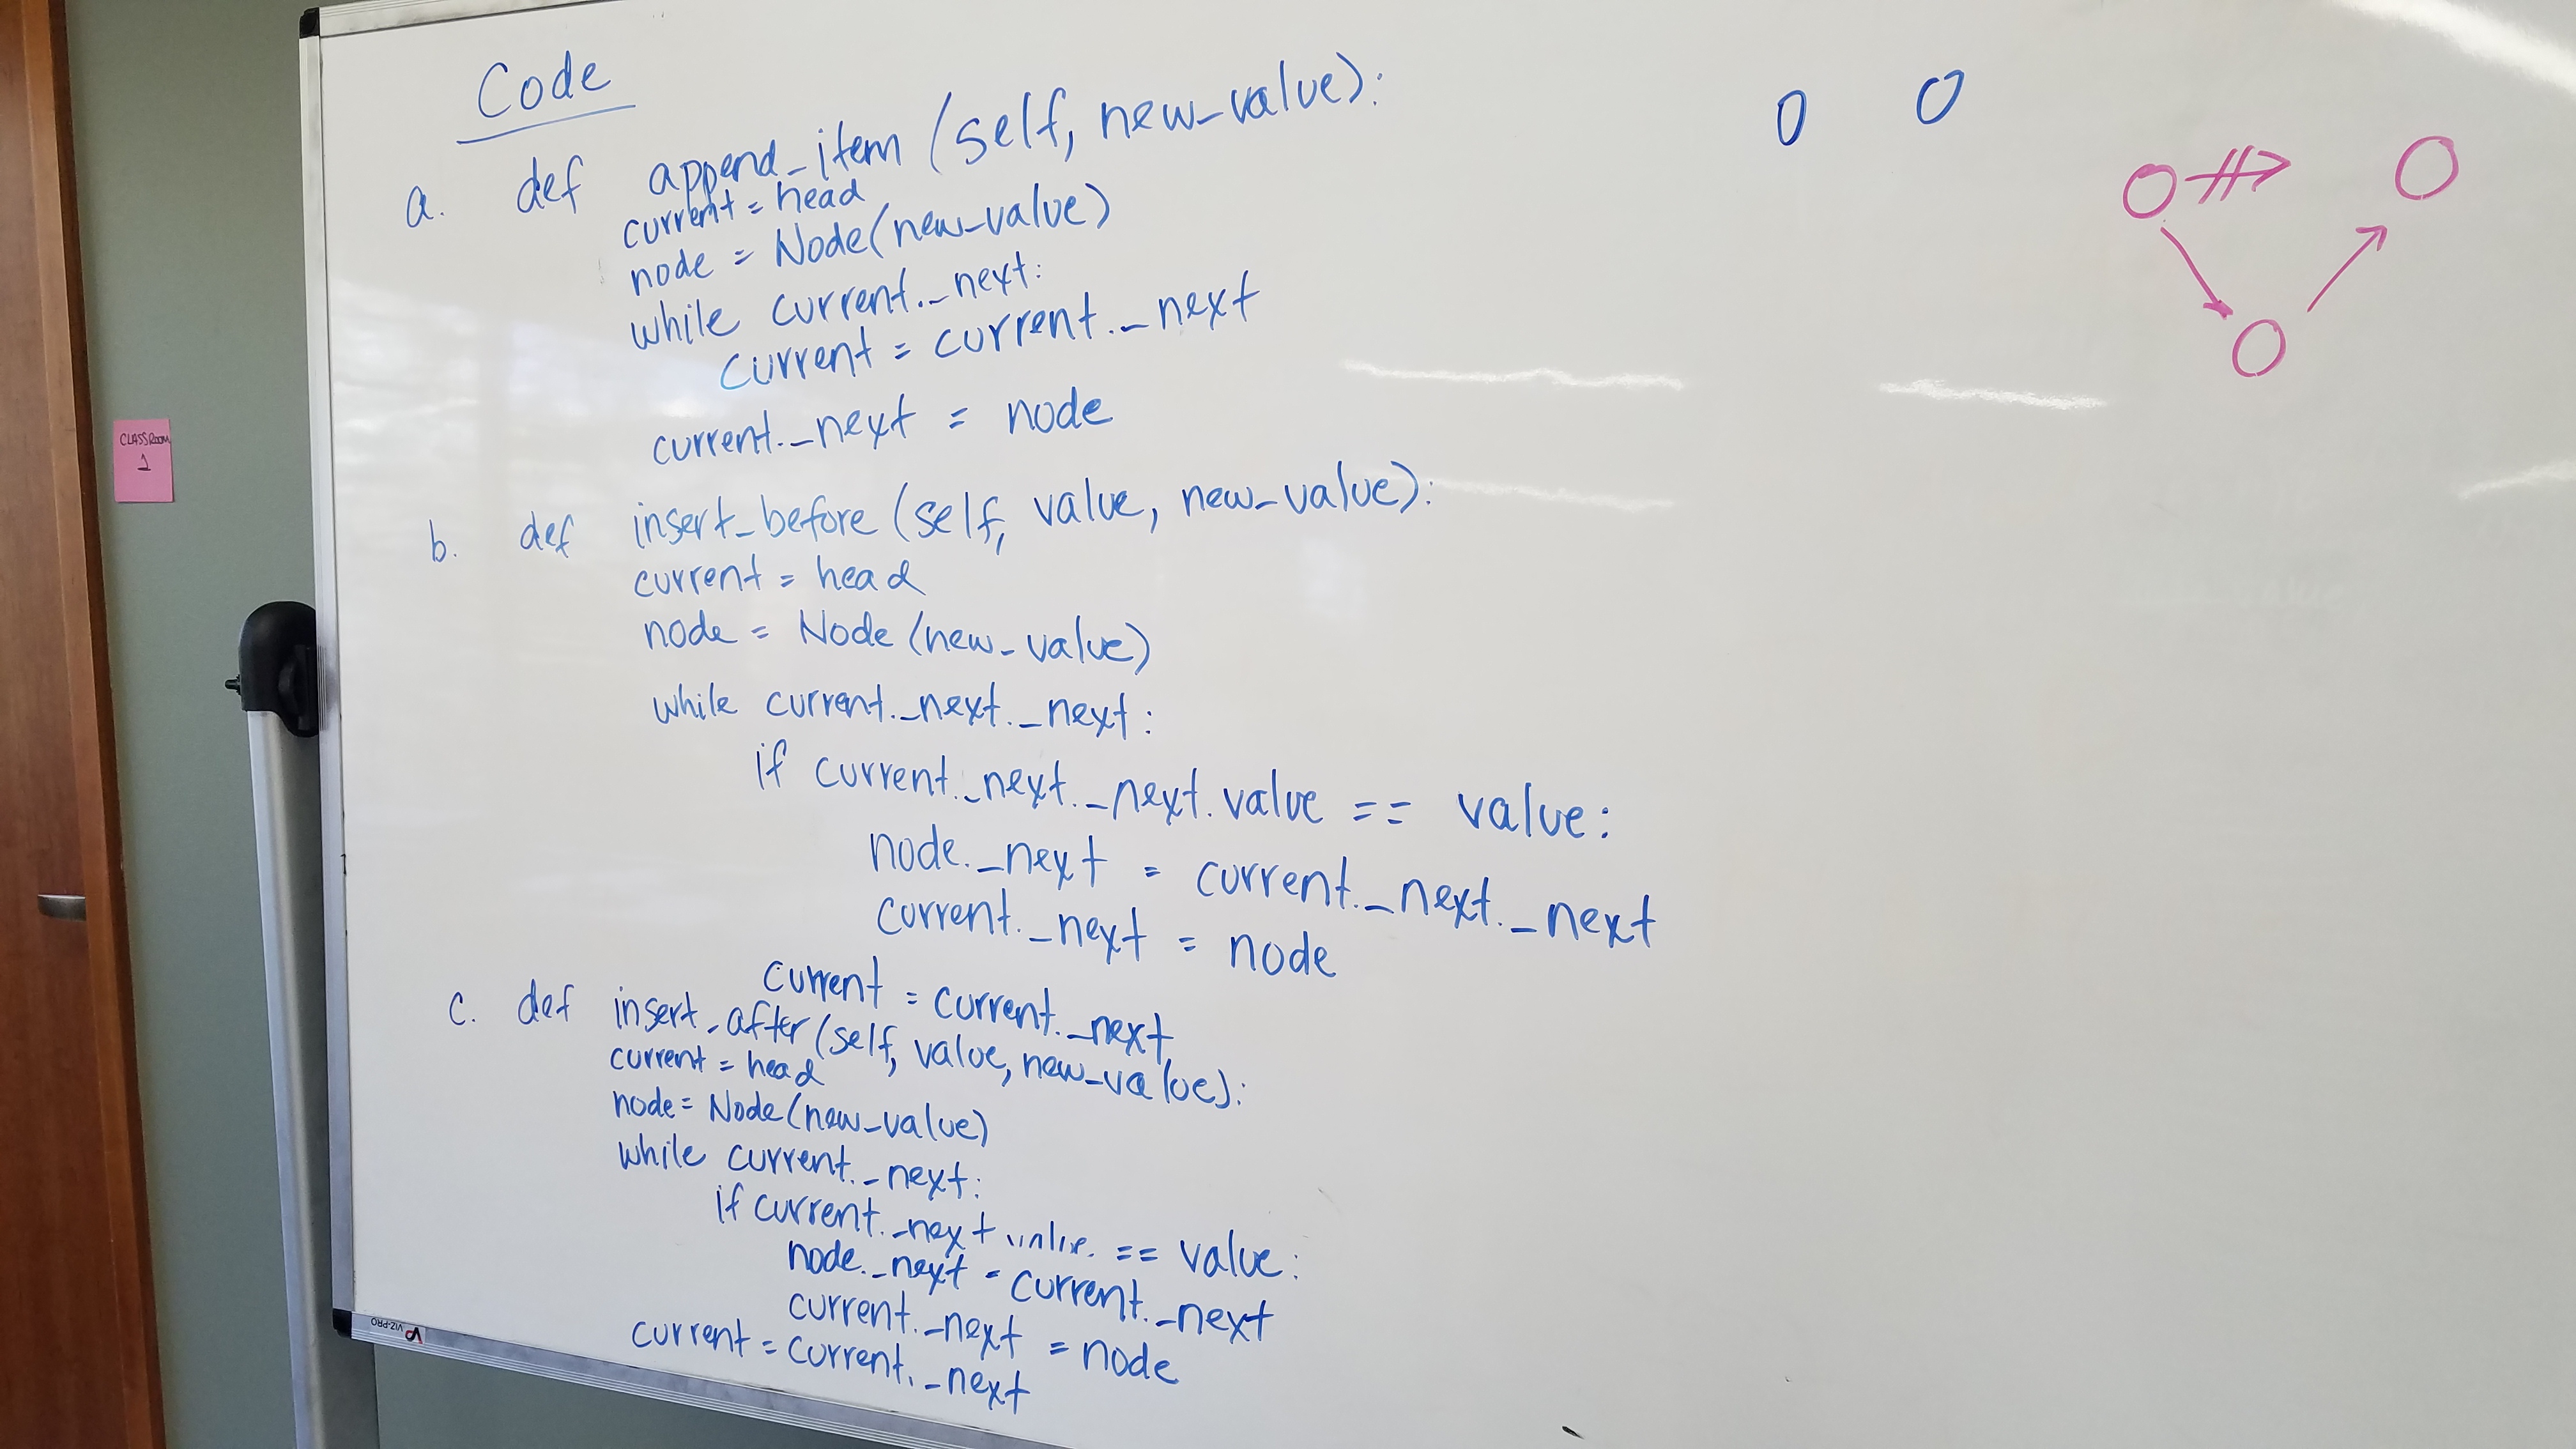 Code
a. def append_item (self, new_value):
current = head
node = Node(new_value)
while current._next:
current = current._next
current._next = node
b. def insert_before (self, value, new_value):
current = head
node = Node (new_value)
while current._next._next:
if current._next._next.value == value:
node._next = current._next._next
current._next = node
current = current._next
c. def insert_after (self, value, new_value):
current = head
node = Node (new_value)
while current._next:
if current._next == value:
node._next = current._next
current._next = node
current = current._next
CLASSROOM
1
VIZ-PRO